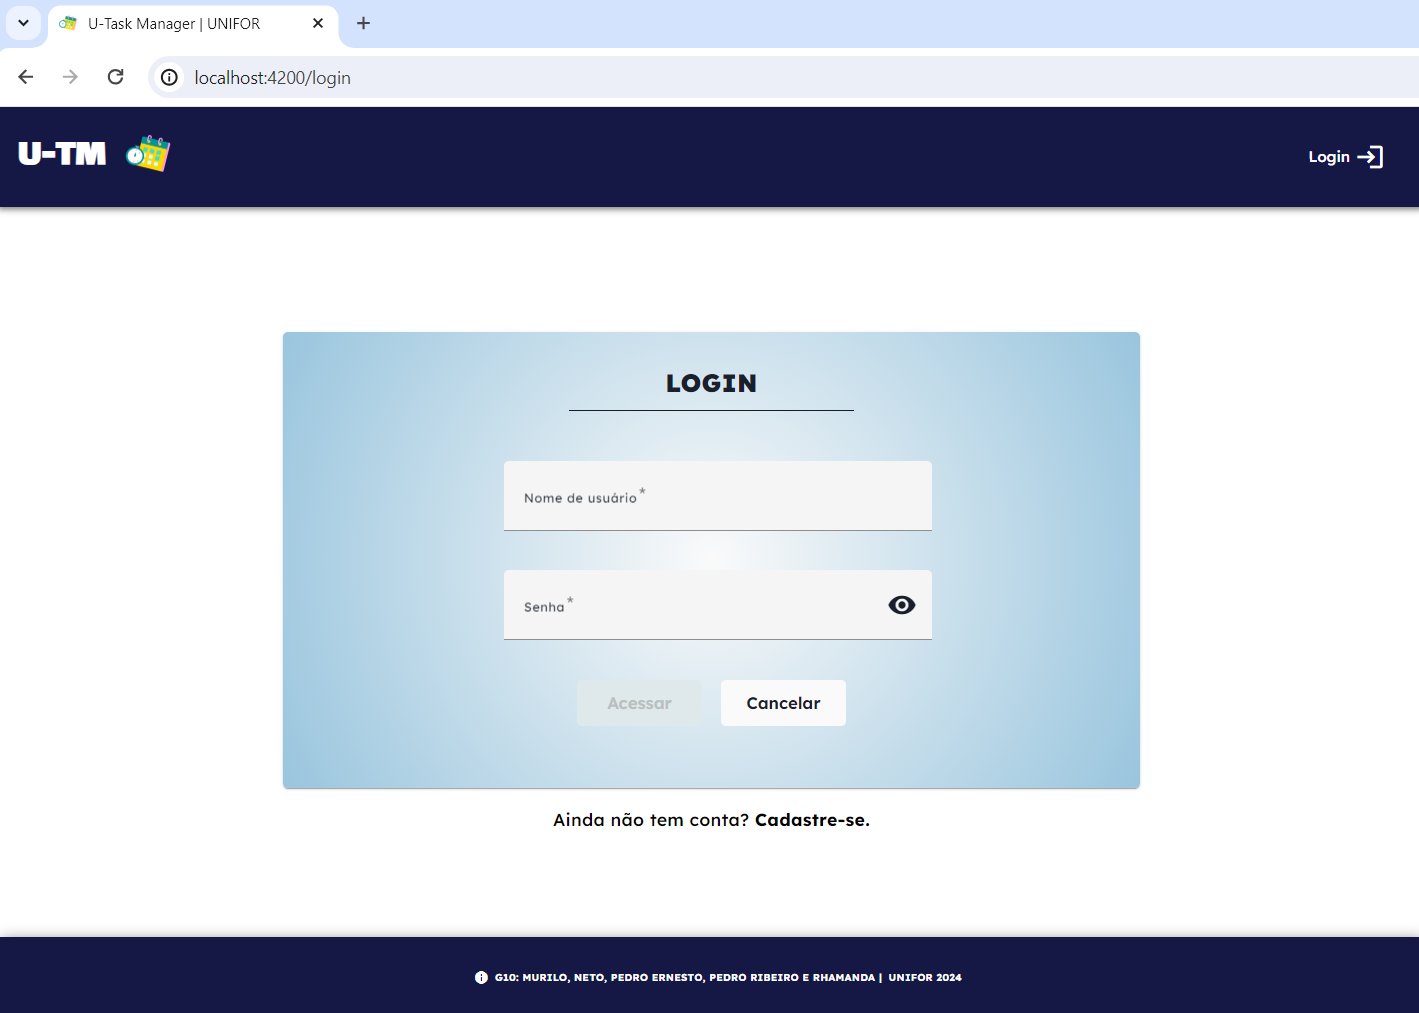 U-Task Manager | UNIFOR
localhost:4200/login
U-TM
Login
LOGIN
Nome de usuário*
Senha*
Acessar
Cancelar
Ainda não tem conta? Cadastre-se.
G10: MURILO, NETO, PEDRO ERNESTO, PEDRO RIBEIRO E RHAMANDA | UNIFOR 2024